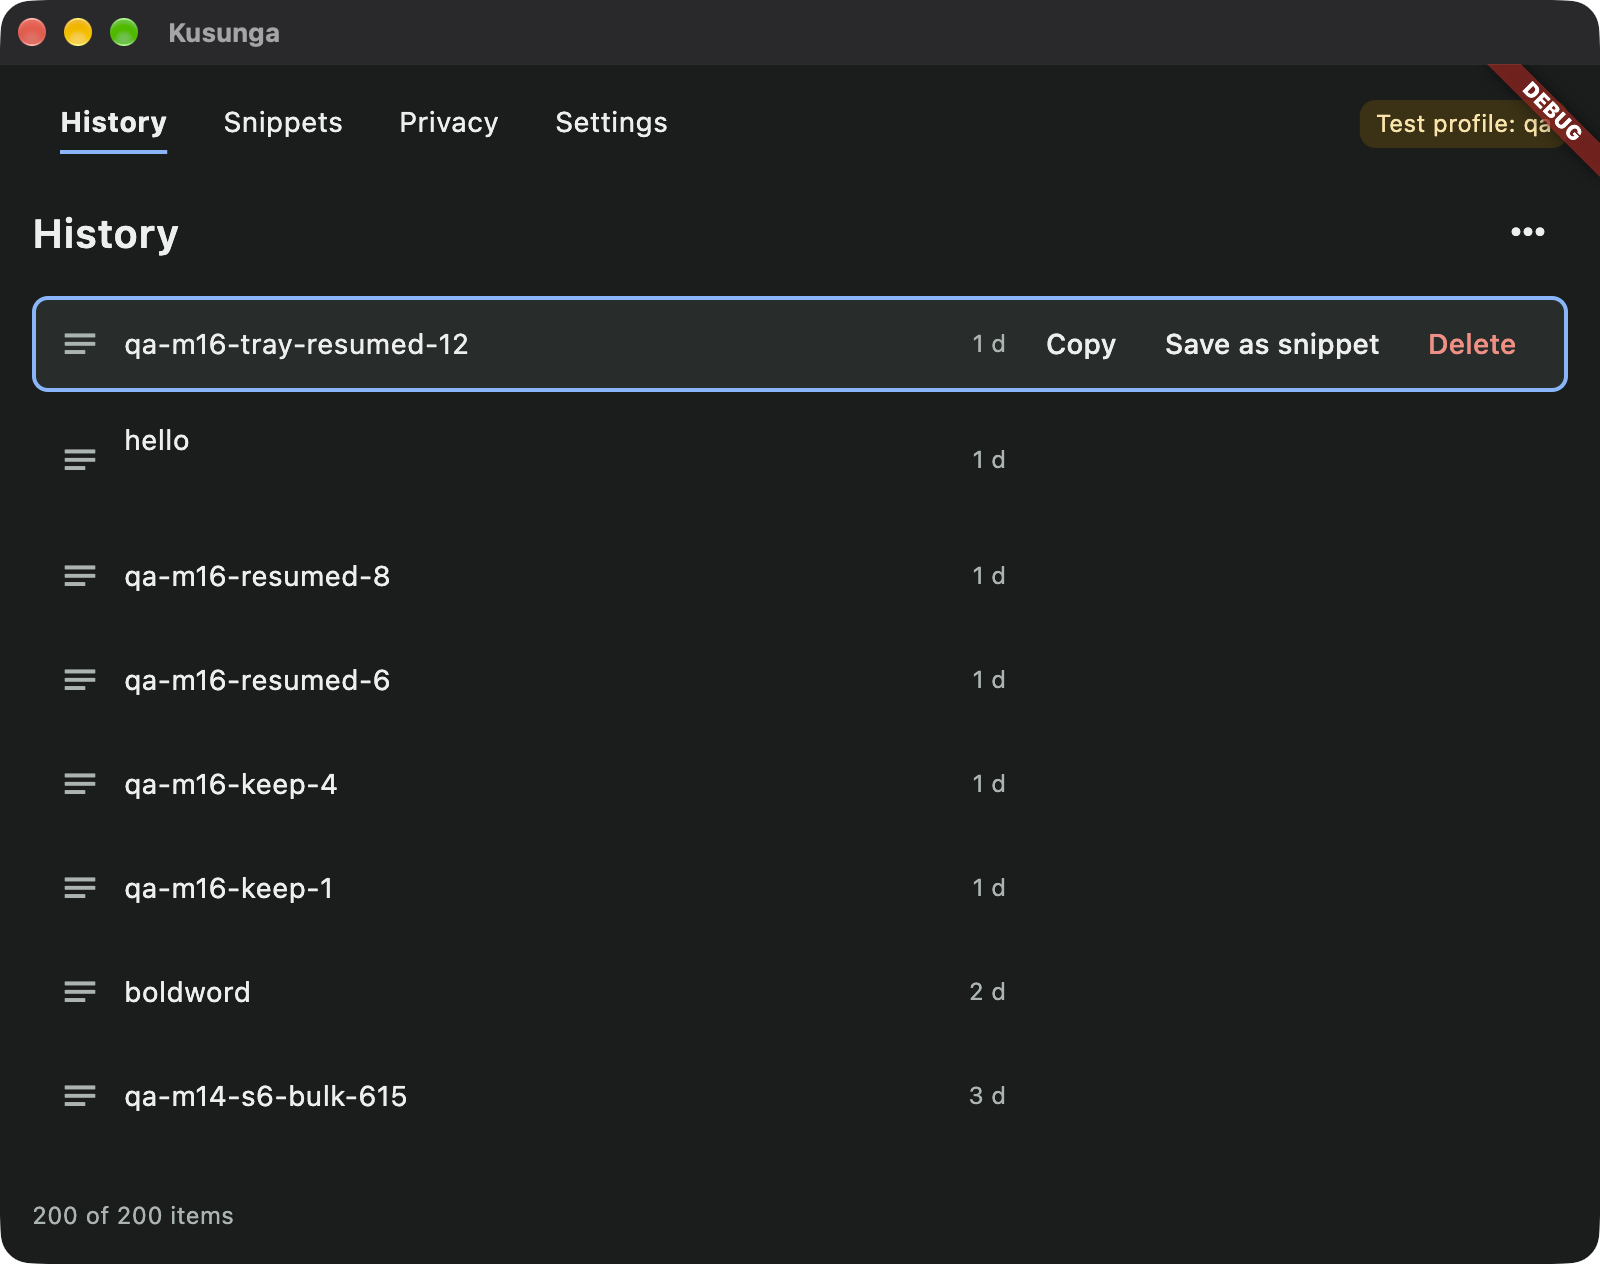 Kusunga
DEBUG
History Snippets Privacy Settings Test profile: qa
History
qa-m16-tray-resumed-12 1 d Copy Save as snippet Delete
hello 1 d
qa-m16-resumed-8 1 d
qa-m16-resumed-6 1 d
qa-m16-keep-4 1 d
qa-m16-keep-1 1 d
boldword 2 d
qa-m14-s6-bulk-615 3 d
200 of 200 items